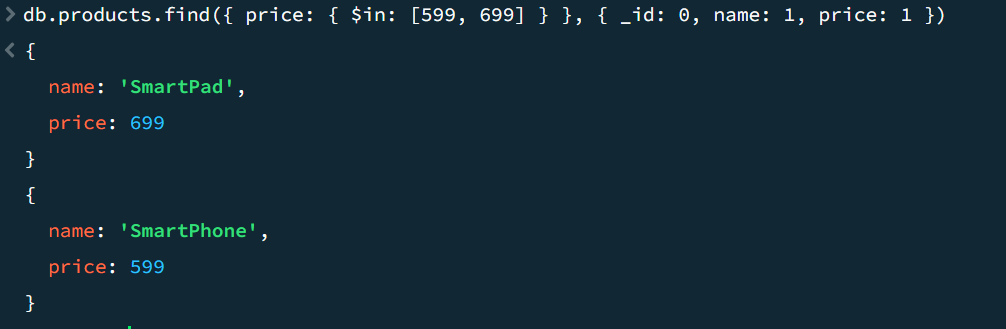 > db.products.find({ price: { $in: [599, 699] } }, { _id: 0, name: 1, price: 1 })
< {
name: 'SmartPad',
price: 699
}
{
name: 'SmartPhone',
price: 599
}